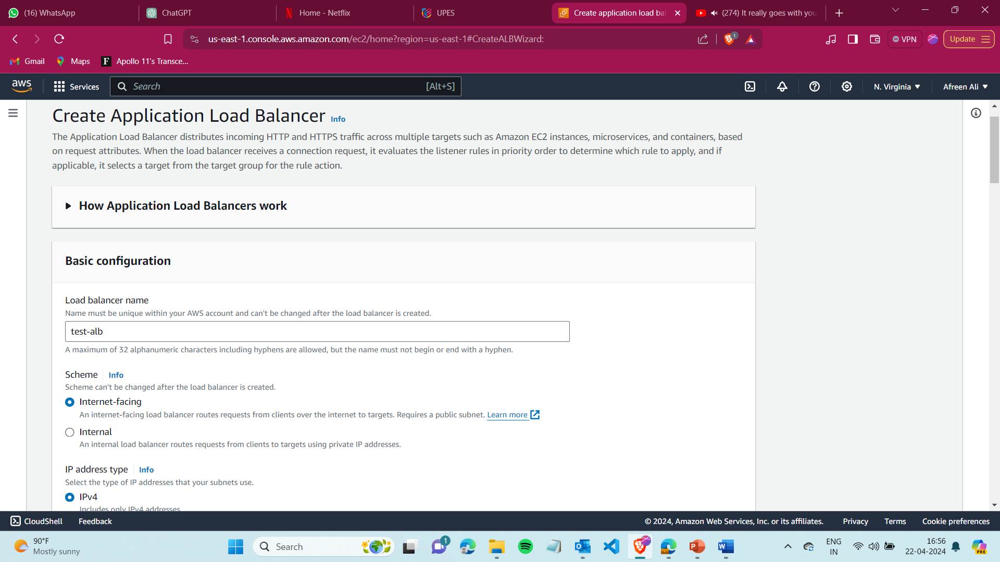 (16) WhatsApp
ChatGPT
Home - Netflix
UPES
Create application load bal
(274) It really goes with you
us-east-1.console.aws.amazon.com/ec2/home?region=us-east-1#CreateALBWizard:
1
VPN
Update
Gmail
Maps
F
Apollo 11's Transce...
aws
Services
Search
[Alt+S]
N. Virginia
Afreen Ali
Create Application Load Balancer Info
The Application Load Balancer distributes incoming HTTP and HTTPS traffic across multiple targets such as Amazon EC2 instances, microservices, and containers, based
on request attributes. When the load balancer receives a connection request, it evaluates the listener rules in priority order to determine which rule to apply, and if
applicable, it selects a target from the target group for the rule action.
How Application Load Balancers work
Basic configuration
Load balancer name
Name must be unique within your AWS account and can't be changed after the load balancer is created.
test-alb
A maximum of 32 alphanumeric characters including hyphens are allowed, but the name must not begin or end with a hyphen.
Scheme Info
Scheme can't be changed after the load balancer is created.
Internet-facing
An internet-facing load balancer routes requests from clients over the internet to targets. Requires a public subnet. Learn more
Internal
An internal load balancer routes requests from clients to targets using private IP addresses.
IP address type Info
Select the type of IP addresses that your subnets use.
IPv4
Includes only IPv4 addresses.
CloudShell
Feedback
© 2024, Amazon Web Services, Inc. or its affiliates.
Privacy
Terms
Cookie preferences
90°F
Mostly sunny
Search
1
ENG
IN
16:56
22-04-2024
PRE